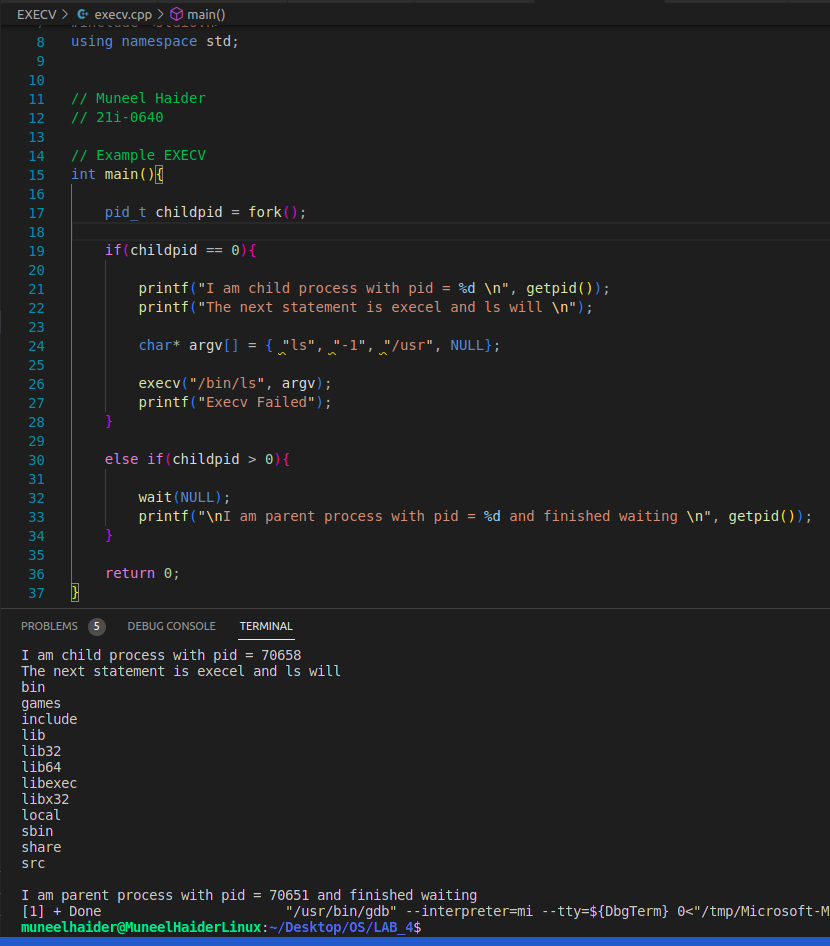 EXECV > execv.cpp > main()
8 using namespace std;
9
10
11 // Muneel Haider
12 // 21i-0640
13
14 // Example EXECV
15 int main(){
16
17 pid_t childpid = fork();
18
19 if(childpid == 0){
20
21 printf("I am child process with pid = %d \n", getpid());
22 printf("The next statement is execel and ls will \n");
23
24 char* argv[] = { "ls", "-1", "/usr", NULL};
25
26 execv("/bin/ls", argv);
27 printf("Execv Failed");
28 }
29
30 else if(childpid > 0){
31
32 wait(NULL);
33 printf("\nI am parent process with pid = %d and finished waiting \n", getpid());
34 }
35
36 return 0;
37 }
PROBLEMS 5 DEBUG CONSOLE TERMINAL
I am child process with pid = 70658
The next statement is execel and ls will
bin
games
include
lib
lib32
lib64
libexec
libx32
local
sbin
share
src
I am parent process with pid = 70651 and finished waiting
[1] + Done "/usr/bin/gdb" --interpreter=mi --tty=${DbgTerm} 0<"/tmp/Microsoft-M
muneelhaider@MuneelHaiderLinux:~/Desktop/OS/LAB_4$